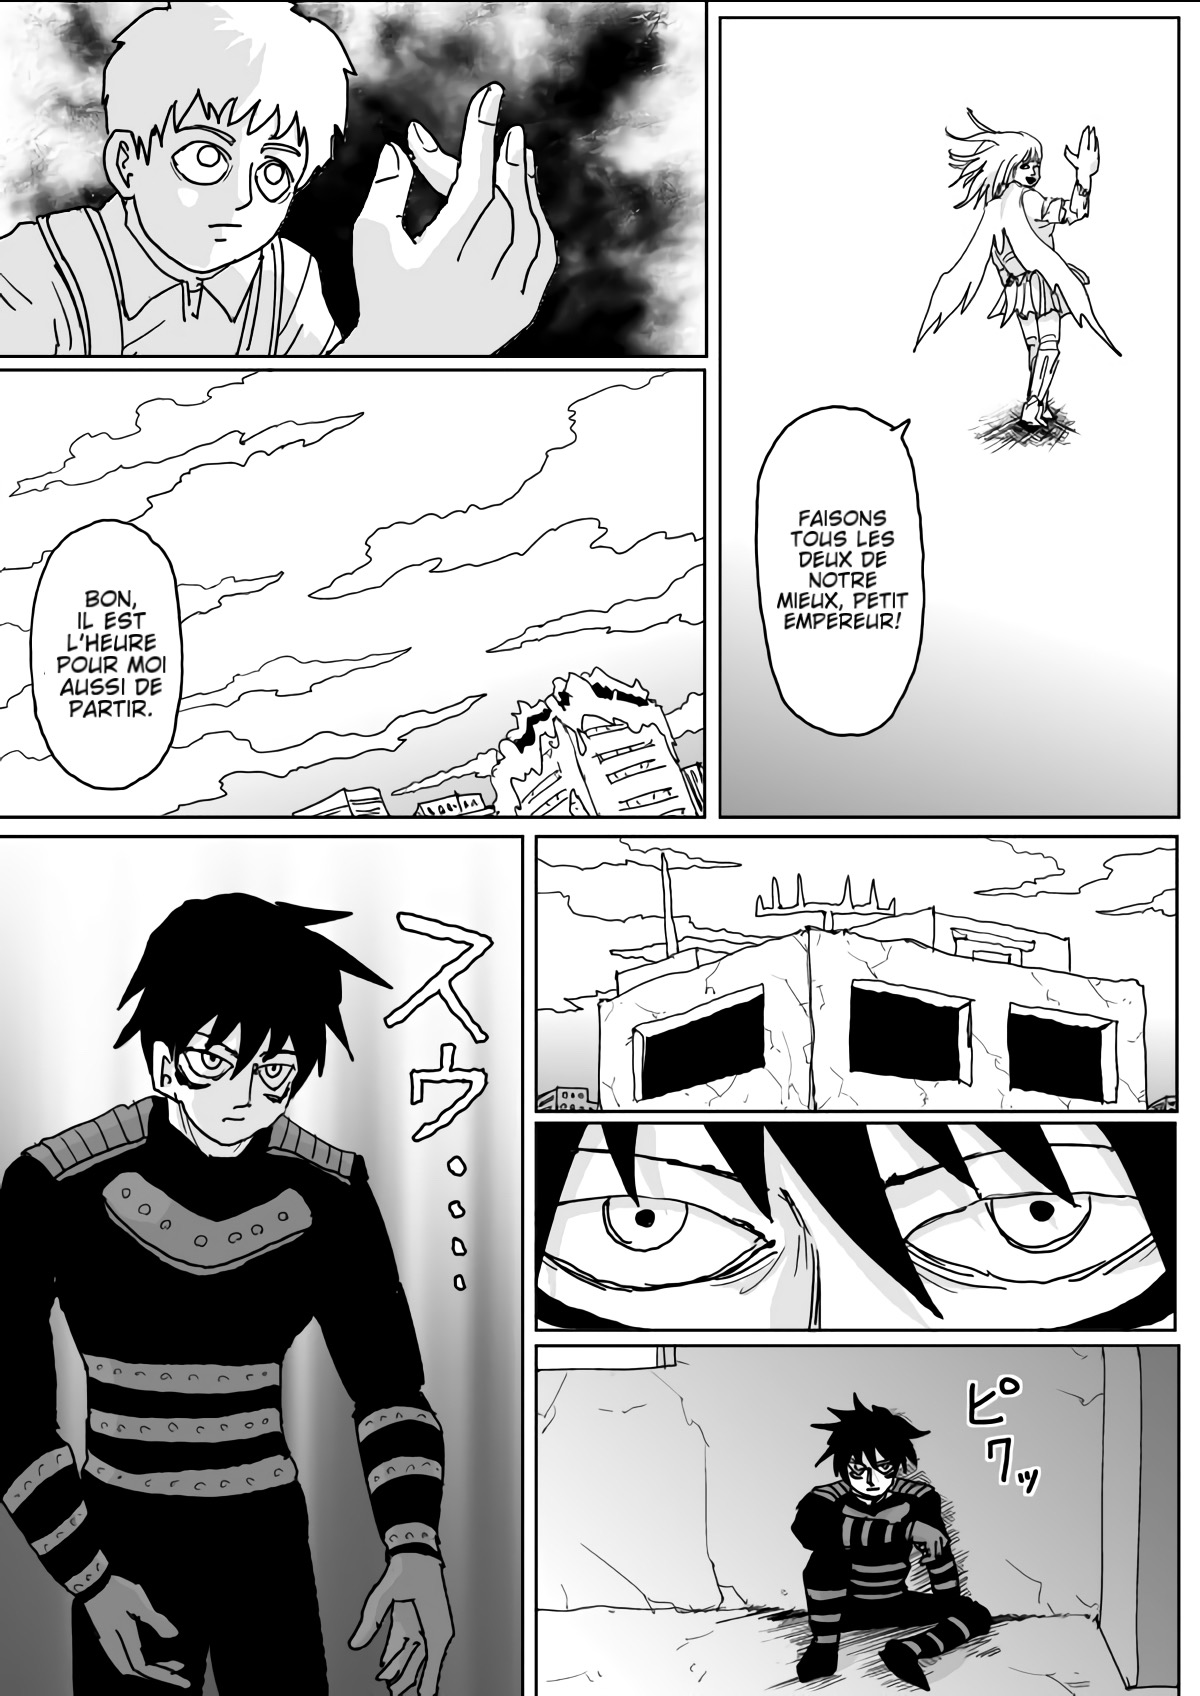 FAISONS
TOUS LES
DEUX DE
NOTRE
MIEUX, PETIT
EMPEREUR!
BON,
IL EST
L'HEURE
POUR MOI
AUSSI DE
PARTIR.
ピクッ
スゥ....